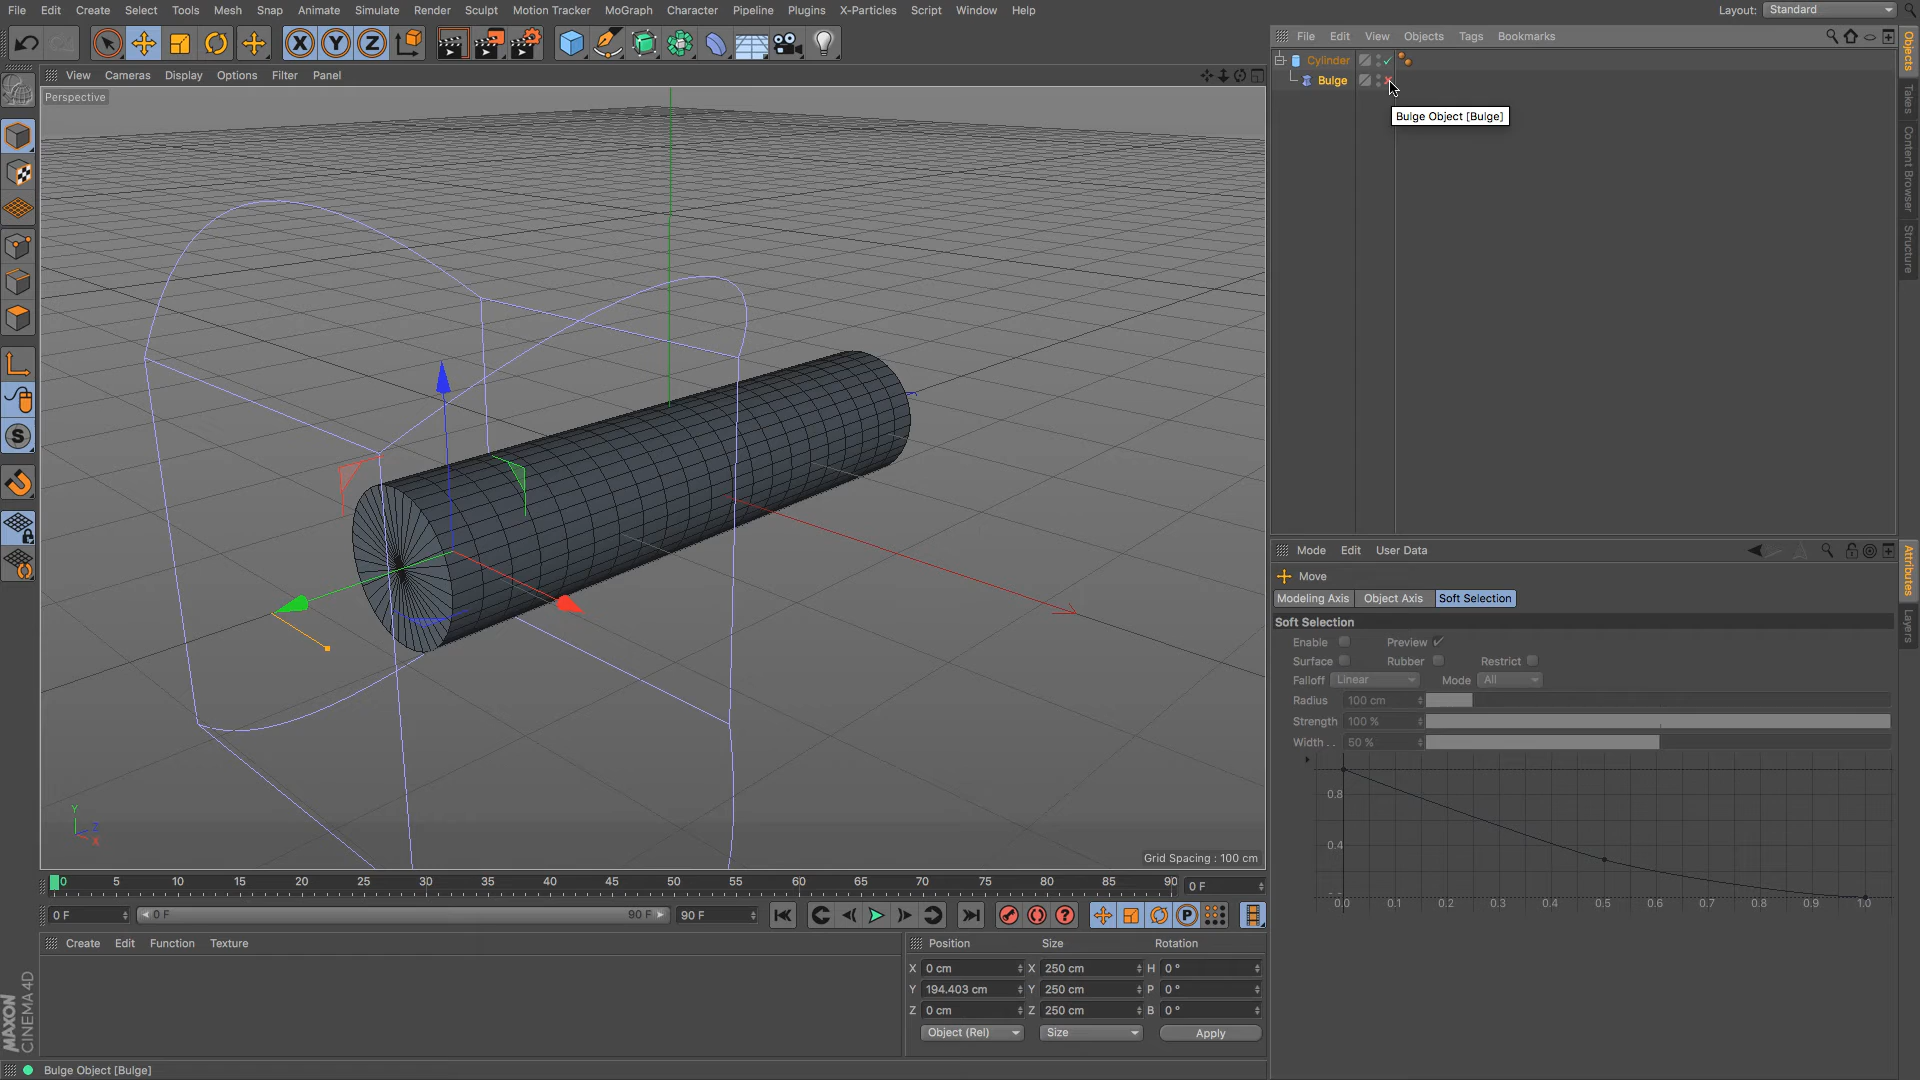 File Edit Create Select Tools Mesh Snap Animate Simulate Render Sculpt Motion Tracker MoGraph Character Pipeline Plugins X-Particles Script Window Help Layout: Standard
File Edit View Objects Tags Bookmarks
View Cameras Display Options Filter Panel
Perspective
Cylinder
Bulge
Bulge Object [Bulge]
Objects
Takes
Content Browser
Structure
Mode Edit User Data
Move
Modeling Axis Object Axis Soft Selection
Soft Selection
Enable Preview
Surface Rubber Restrict
Falloff Linear Mode All
Radius 100 cm
Strength 100 %
Width . . 50 %
0.8
0.4
0.0 0.1 0.2 0.3 0.4 0.5 0.6 0.7 0.8 0.9 1.0
Attributes
Layers
Y
Z
X
Grid Spacing : 100 cm
0 5 10 15 20 25 30 35 40 45 50 55 60 65 70 75 80 85 90 0 F
0 F 0 F 90 F 90 F
Create Edit Function Texture
Position Size Rotation
X 0 cm X 250 cm H 0 °
Y 194.403 cm Y 250 cm P 0 °
Z 0 cm Z 250 cm B 0 °
Object (Rel) Size Apply
MAXON
CINEMA 4D
Bulge Object [Bulge]